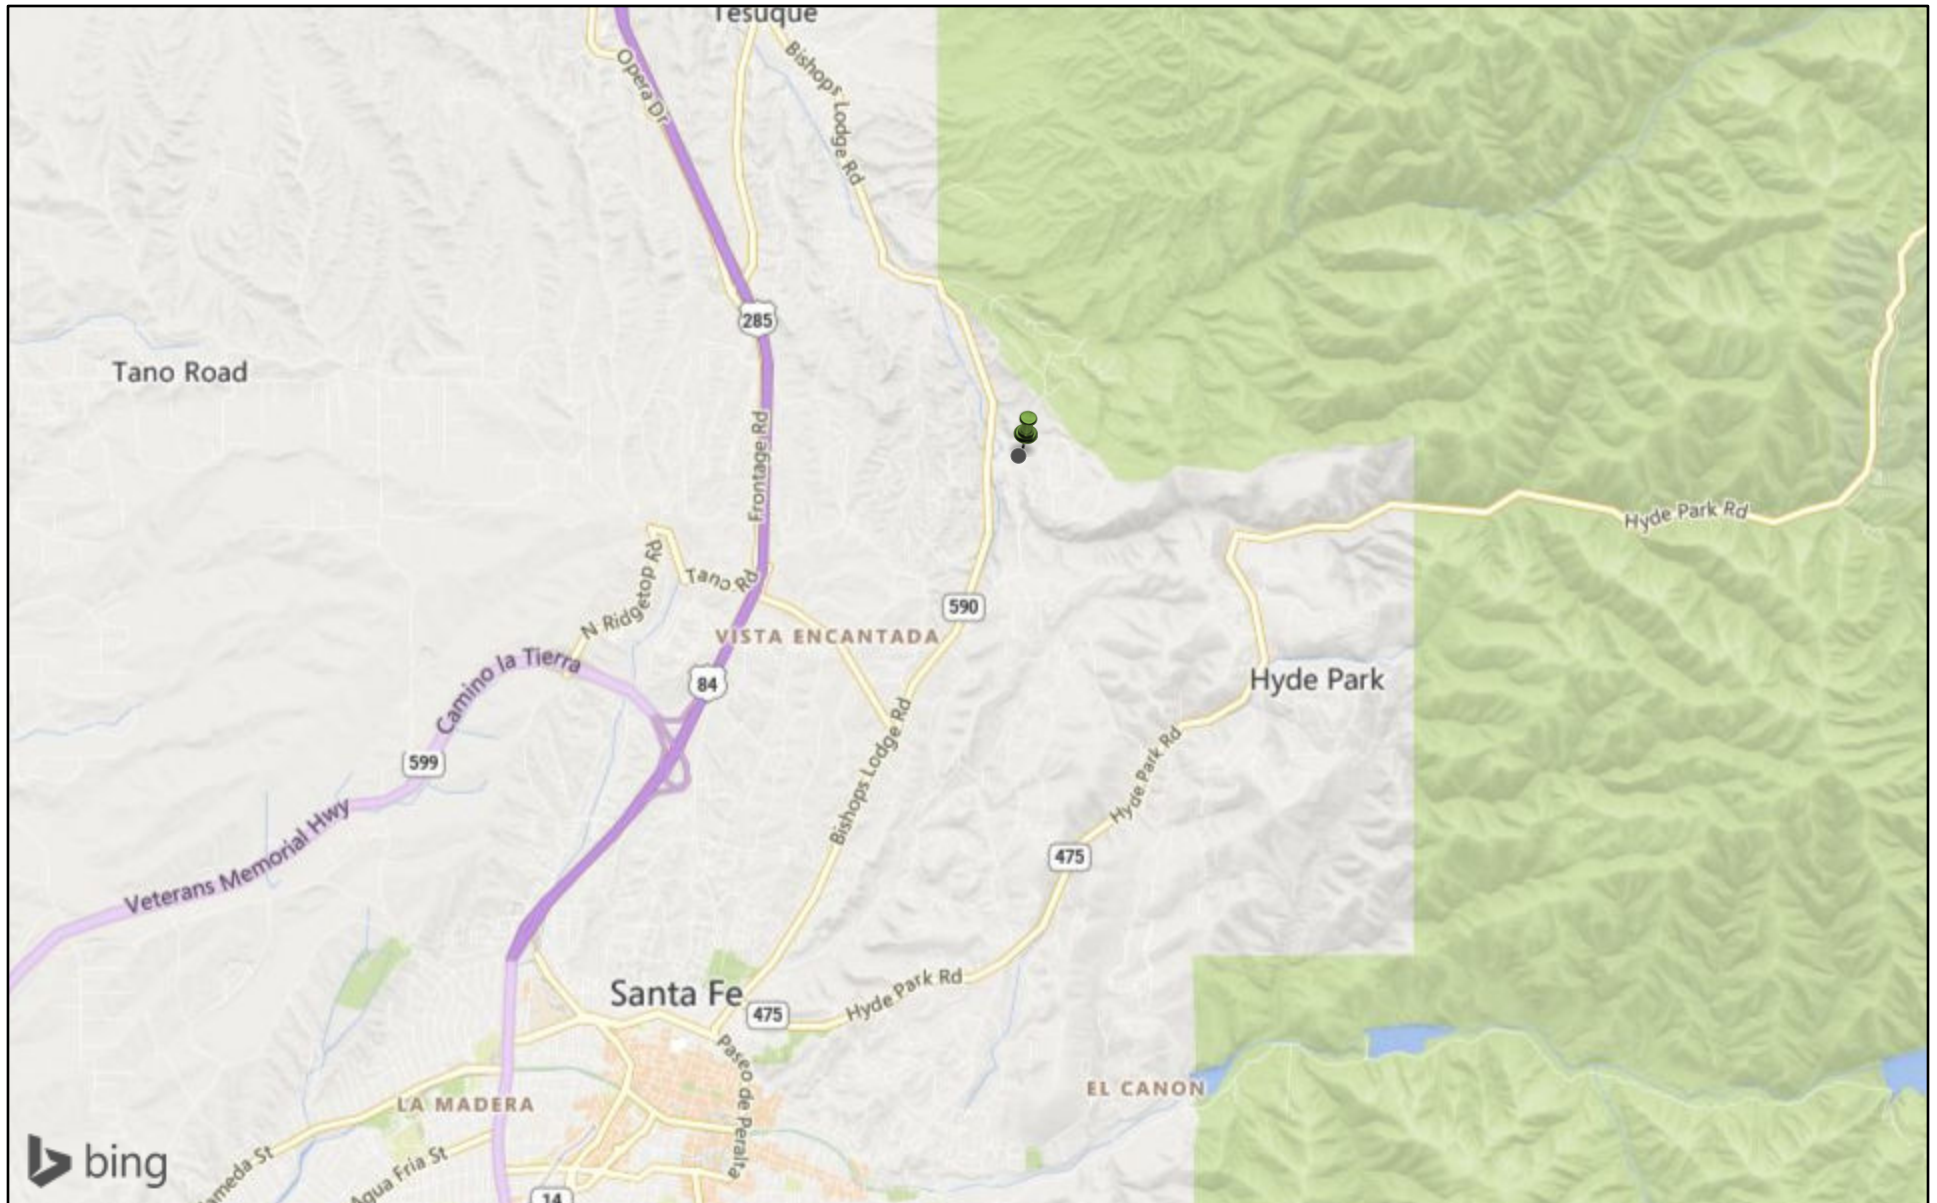 Tesuque
Bishops Lodge Rd
Opera Dr
285
Tano Road
Frontage Rd
Hyde Park Rd
Tano Rd
N Ridgetop Rd
590
VISTA ENCANTADA
Camino la Tierra
84
Hyde Park
599
Bishops Lodge Rd
Hyde Park Rd
Veterans Memorial Hwy
475
Santa Fe
475
Hyde Park Rd
Paseo de Peralta
EL CANON
LA MADERA
bing
Agua Fria St
14